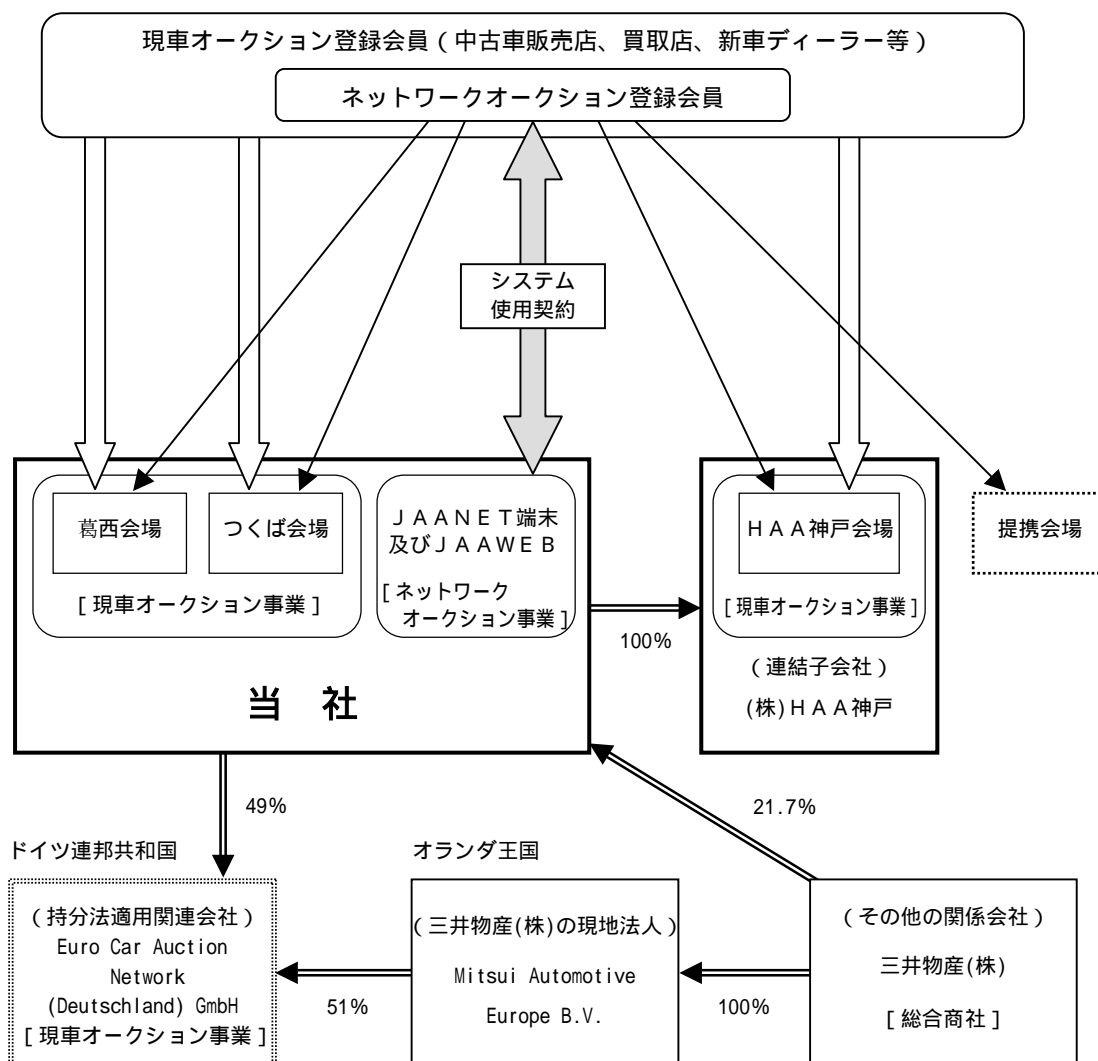 現車オークション登録会員（中古車販売店、買取店、新車ディーラー等）
ネットワークオークション登録会員
システム
使用契約
葛西会場
つくば会場
[ 現車オークション事業 ]
ＪＡＡＮＥＴ端末
及びＪＡＡＷＥＢ
[ ネットワーク
オークション事業 ]
当 社
100%
ＨＡＡ神戸会場
[ 現車オークション事業 ]
（連結子会社）
(株)ＨＡＡ神戸
提携会場
49%
21.7%
ドイツ連邦共和国
（持分法適用関連会社）
Euro Car Auction
Network
(Deutschland) GmbH
[ 現車オークション事業 ]
51%
オランダ王国
（三井物産(株)の現地法人）
Mitsui Automotive
Europe B.V.
100%
（その他の関係会社）
三井物産(株)
[ 総合商社 ]